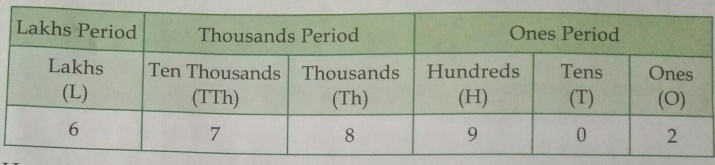 Lakhs Period Thousands Period Ones Period
Lakhs Ten Thousands Thousands Hundreds Tens Ones
(L) (TTh) (Th) (H) (T) (O)
6 7 8 9 0 2